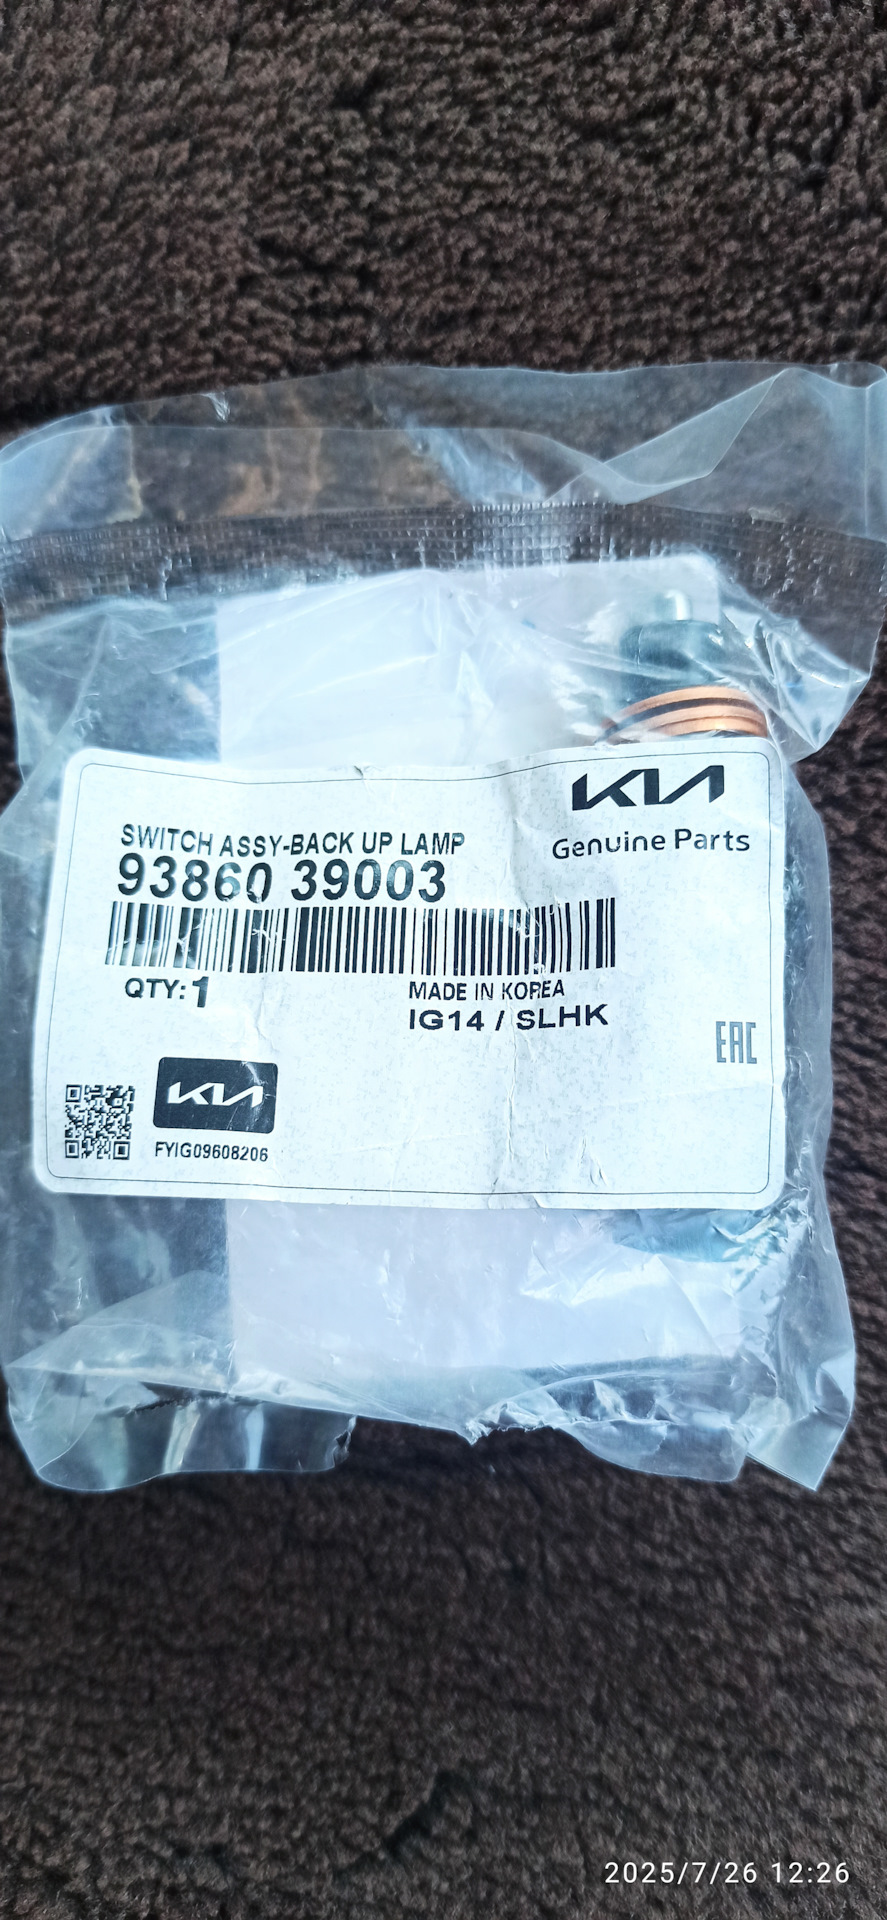 KIA
Genuine Parts
SWITCH ASSY-BACK UP LAMP
93860 39003
QTY: 1
MADE IN KOREA
IG14 / SLHK
EAC
KIA
FYIG09608206
2025/7/26 12:26